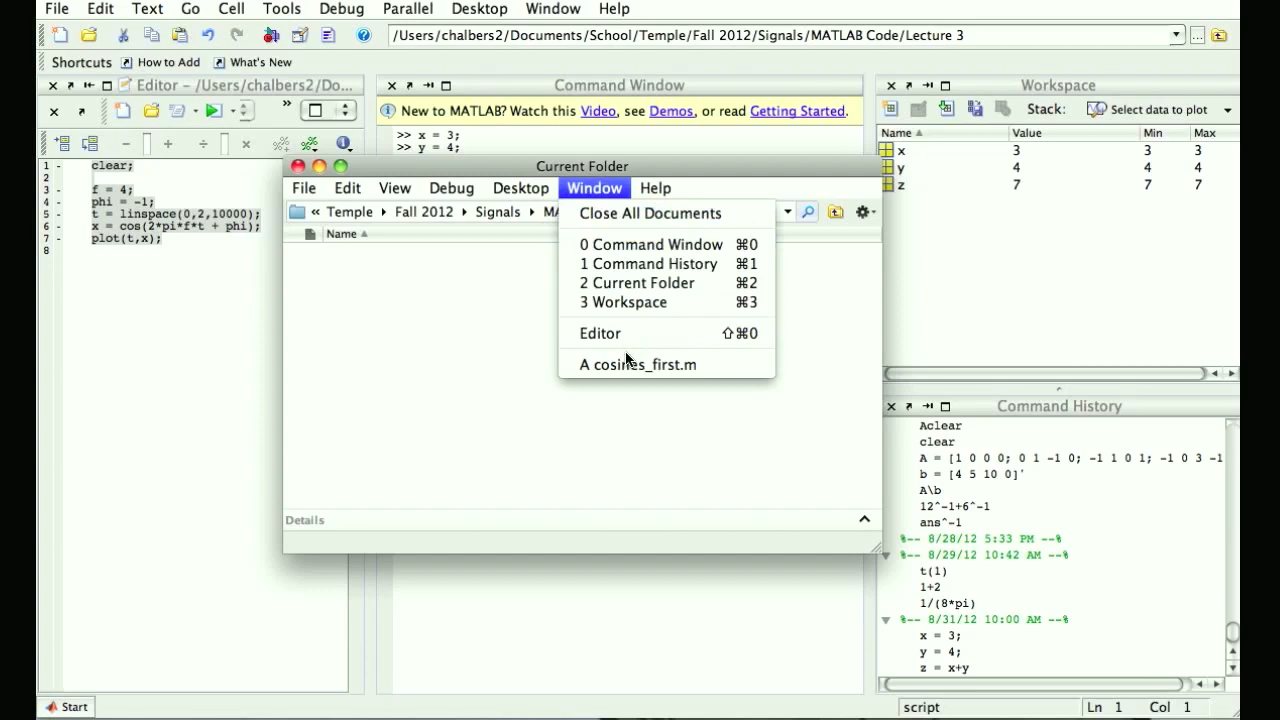 File Edit Text Go Cell Tools Debug Parallel Desktop Window Help
/Users/chalbers2/Documents/School/Temple/Fall 2012/Signals/MATLAB Code/Lecture 3
Shortcuts How to Add What's New
Editor – /Users/chalbers2/Do...
1 - clear;
2
3 - f = 4;
4 - phi = -1;
5 - t = linspace(0,2,10000);
6 - x = cos(2*pi*f*t + phi);
7 - plot(t,x);
8
Command Window
New to MATLAB? Watch this Video, see Demos, or read Getting Started.
>> x = 3;
>> y = 4;
Current Folder
File Edit View Debug Desktop Window Help
« Temple Fall 2012 Signals
Name
Close All Documents
0 Command Window ⌘0
1 Command History ⌘1
2 Current Folder ⌘2
3 Workspace ⌘3
Editor ⇧⌘0
A cosines_first.m
Details
Workspace
Stack: Select data to plot
Name Value Min Max
x 3 3 3
y 4 4 4
z 7 7 7
Command History
Aclear
clear
A = [1 0 0 0; 0 1 -1 0; -1 1 0 1; -1 0 3 -1
b = [4 5 10 0]'
A\b
12^-1+6^-1
ans^-1
%-- 8/28/12 5:33 PM --%
%-- 8/29/12 10:42 AM --%
t(1)
1+2
1/(8*pi)
%-- 8/31/12 10:00 AM --%
x = 3;
y = 4;
z = x+y
Start
script Ln 1 Col 1